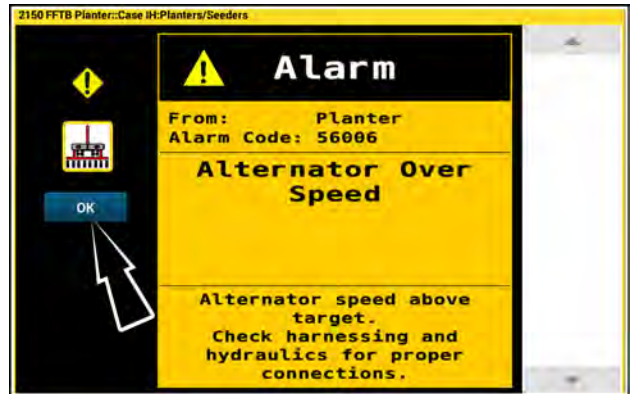 2150 FFTB Planter::Case IH:Planters/Seeders
Alarm
From: Planter
Alarm Code: 56006
Alternator Over
Speed
OK
Alternator speed above
target.
Check harnessing and
hydraulics for proper
connections.